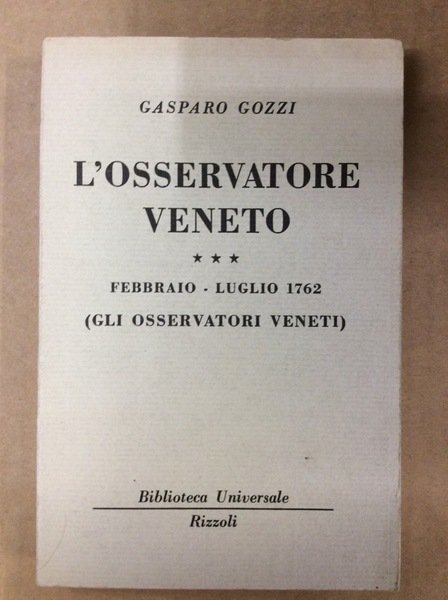 GASPARO GOZZI
L'OSSERVATORE
VENETO
★ ★ ★
FEBBRAIO - LUGLIO 1762
(GLI OSSERVATORI VENETI)
Biblioteca Universale
Rizzoli